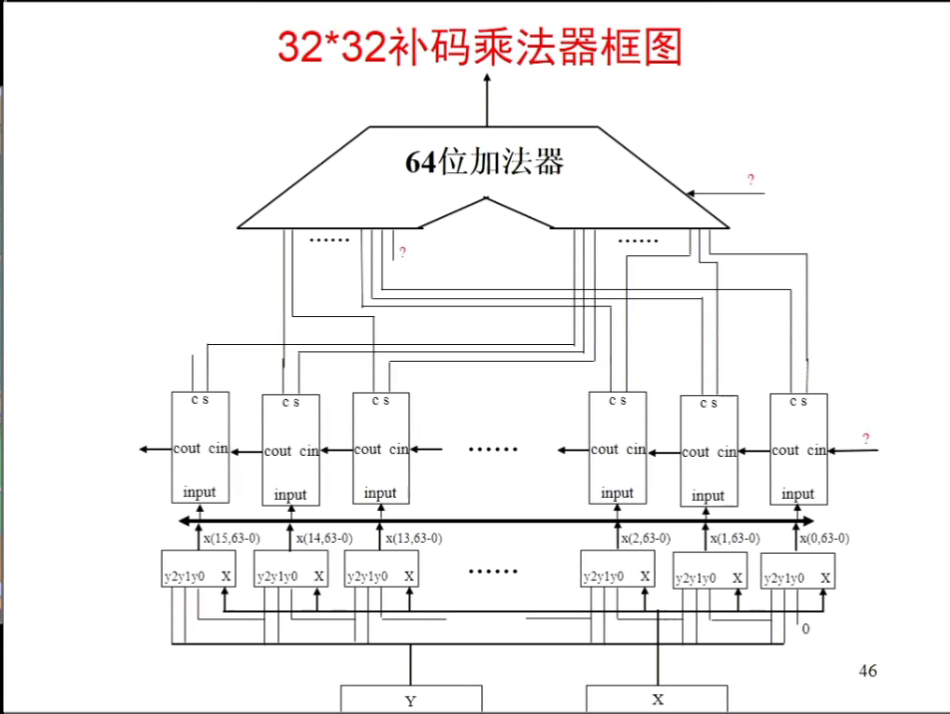 32*32补码乘法器框图
64位加法器
?
......
......
?
c s
c s
c s
c s
c s
c s
?
cout cin
cout cin
cout cin
......
cout cin
cout cin
cout cin
input
input
input
input
input
input
x(15,63-0)
x(14,63-0)
x(13,63-0)
x(2,63-0)
x(1,63-0)
x(0,63-0)
y2y1y0 X
y2y1y0 X
y2y1y0 X
......
y2y1y0 X
y2y1y0 X
y2y1y0 X
0
46
Y
X